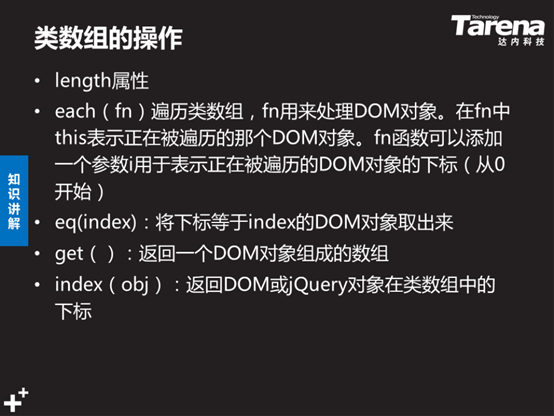 类数组的操作
Technology
Tarena
达内科技
• length属性
• each（fn）遍历类数组，fn用来处理DOM对象。在fn中
this表示正在被遍历的那个DOM对象。fn函数可以添加
一个参数i用于表示正在被遍历的DOM对象的下标（从0
开始）
知识讲解
• eq(index)：将下标等于index的DOM对象取出来
• get（ ）：返回一个DOM对象组成的数组
• index（obj）：返回DOM或jQuery对象在类数组中的
下标